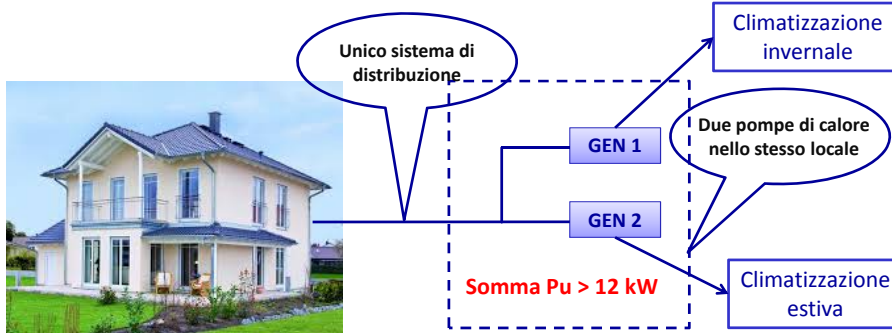 Unico sistema di
distribuzione
Climatizzazione
invernale
GEN 1
Due pompe di calore
nello stesso locale
GEN 2
Somma Pu > 12 kW
Climatizzazione
estiva